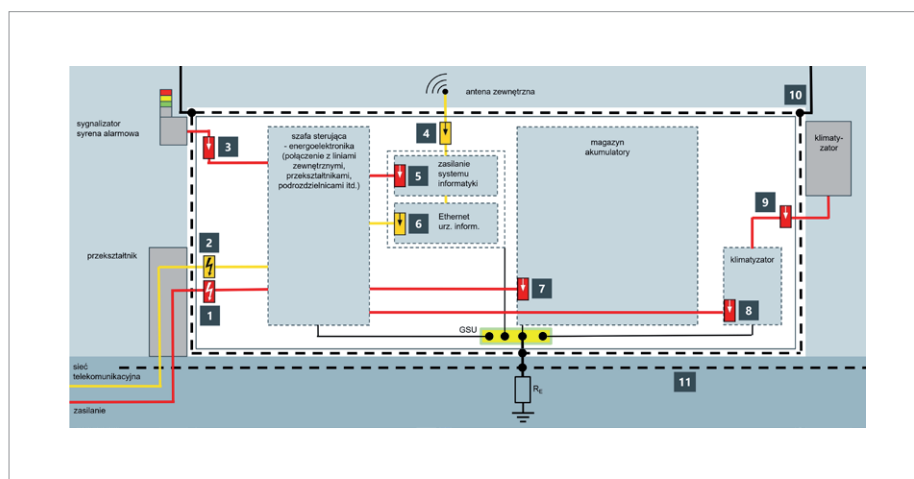 antena zewnętrzna
10
sygnalizator
syrena alarmowa
3
4
szafa sterująca
- energoelektronika
(połączenie z liniami
zewnętrznymi,
przekształtnikami,
podrozdzielnicami itd.)
zasilanie
systemu
informatyki
5
Ethernet
urz. inform.
6
magazyn
akumulatory
klimaty-
zator
9
2
przekształtnik
1
7
klimatyzator
8
GSU
sieć
telekomunikacyjna
zasilanie
RE
11